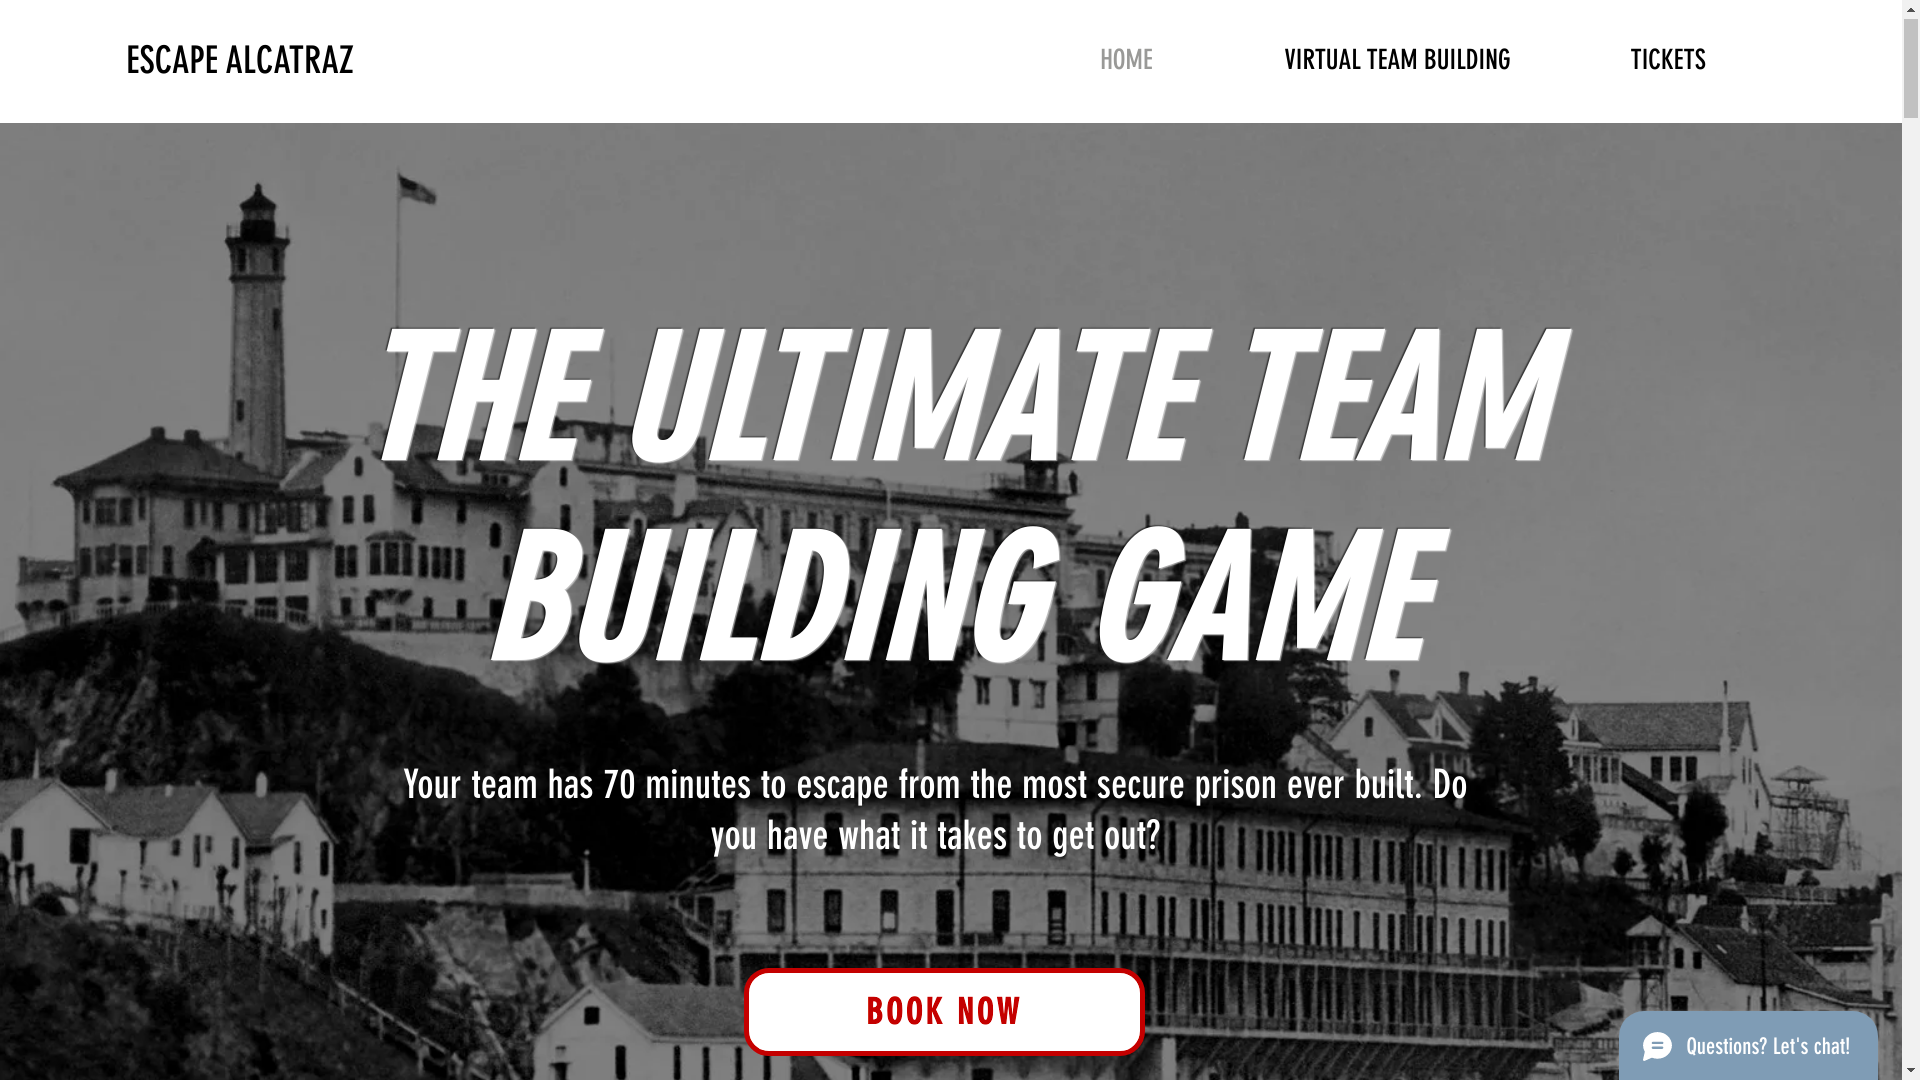 ESCAPE ALCATRAZ
HOME
VIRTUAL TEAM BUILDING
TICKETS
THE ULTIMATE TEAM
BUILDING GAME
Your team has 70 minutes to escape from the most secure prison ever built. Do
you have what it takes to get out?
BOOK NOW
Questions? Let's chat!